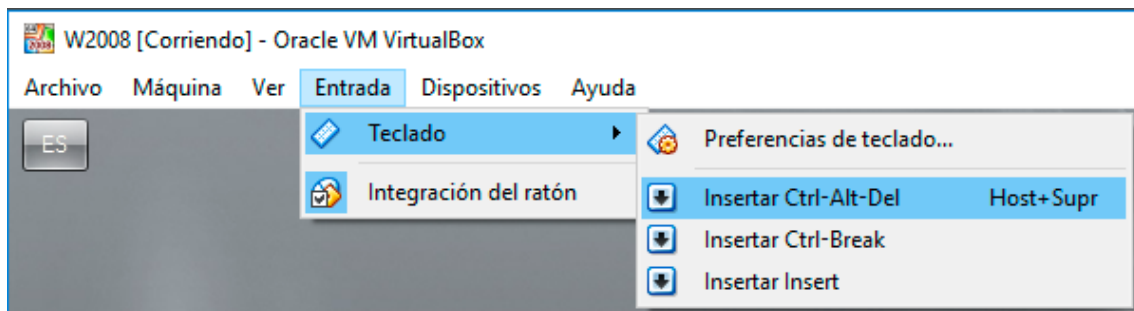 W2008 [Corriendo] - Oracle VM VirtualBox
Archivo Máquina Ver Entrada Dispositivos Ayuda
ES
Teclado
Preferencias de teclado...
Integración del ratón
Insertar Ctrl-Alt-Del Host+Supr
Insertar Ctrl-Break
Insertar Insert